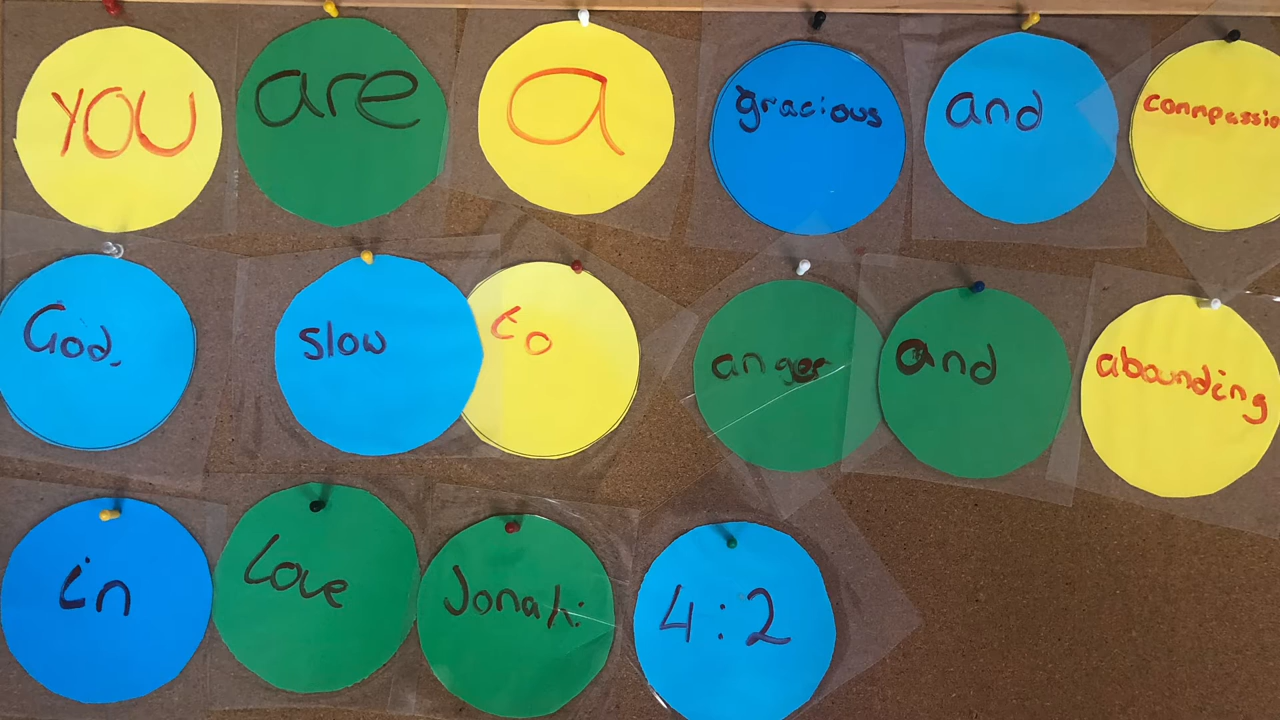 YOU are a gracious and compassio
God, slow to anger and abounding
in Love Jonah: 4:2